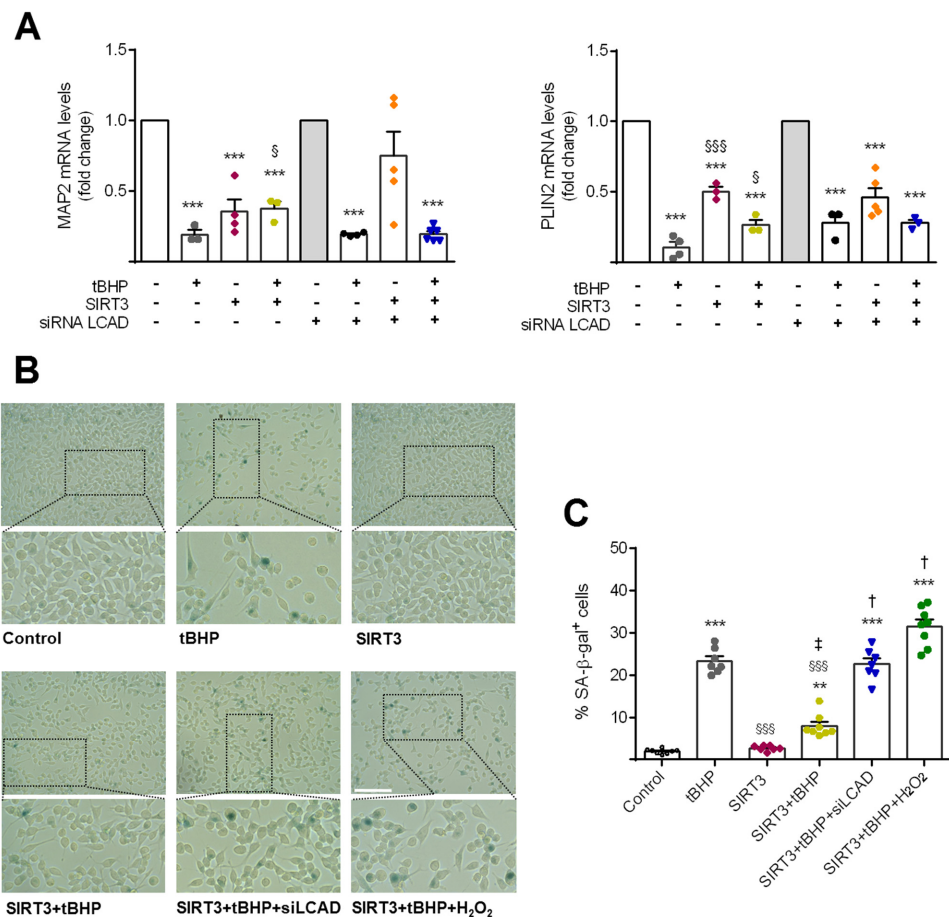 A
MAP2 mRNA levels
(fold change)
1.5
1.0
0.5
***
***
§
***
***
***
tBHP - + - + - + - +
SIRT3 - - + + - - + +
siRNA LCAD - - - - + + + +
PLIN2 mRNA levels
(fold change)
1.5
1.0
0.5
***
§§§
***
§
***
***
***
***
tBHP - + - + - + - +
SIRT3 - - + + - - + +
siRNA LCAD - - - - + + + +
B
Control
tBHP
SIRT3
SIRT3+tBHP
SIRT3+tBHP+siLCAD
SIRT3+tBHP+H2O2
C
% SA-β-gal+ cells
50
40
30
20
10
***
§§§
‡
§§§
**
†
***
†
***
Control
tBHP
SIRT3
SIRT3+tBHP
SIRT3+tBHP+siLCAD
SIRT3+tBHP+H2O2